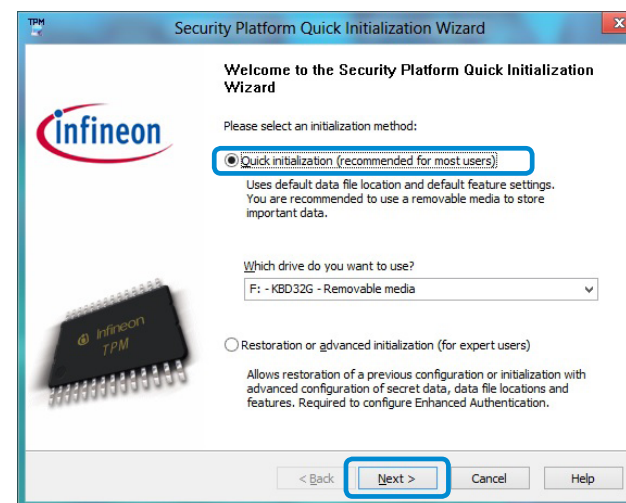 TPM
Security Platform Quick Initialization Wizard
x
Welcome to the Security Platform Quick Initialization
Wizard
infineon
Please select an initialization method:
Quick initialization (recommended for most users)
Uses default data file location and default feature settings.
You are recommended to use a removable media to store
important data.
Which drive do you want to use?
F: - KBD32G - Removable media
Infineon
TPM
Restoration or advanced initialization (for expert users)
Allows restoration of a previous configuration or initialization with
advanced configuration of secret data, data file locations and
features. Required to configure Enhanced Authentication.
< Back
Next >
Cancel
Help